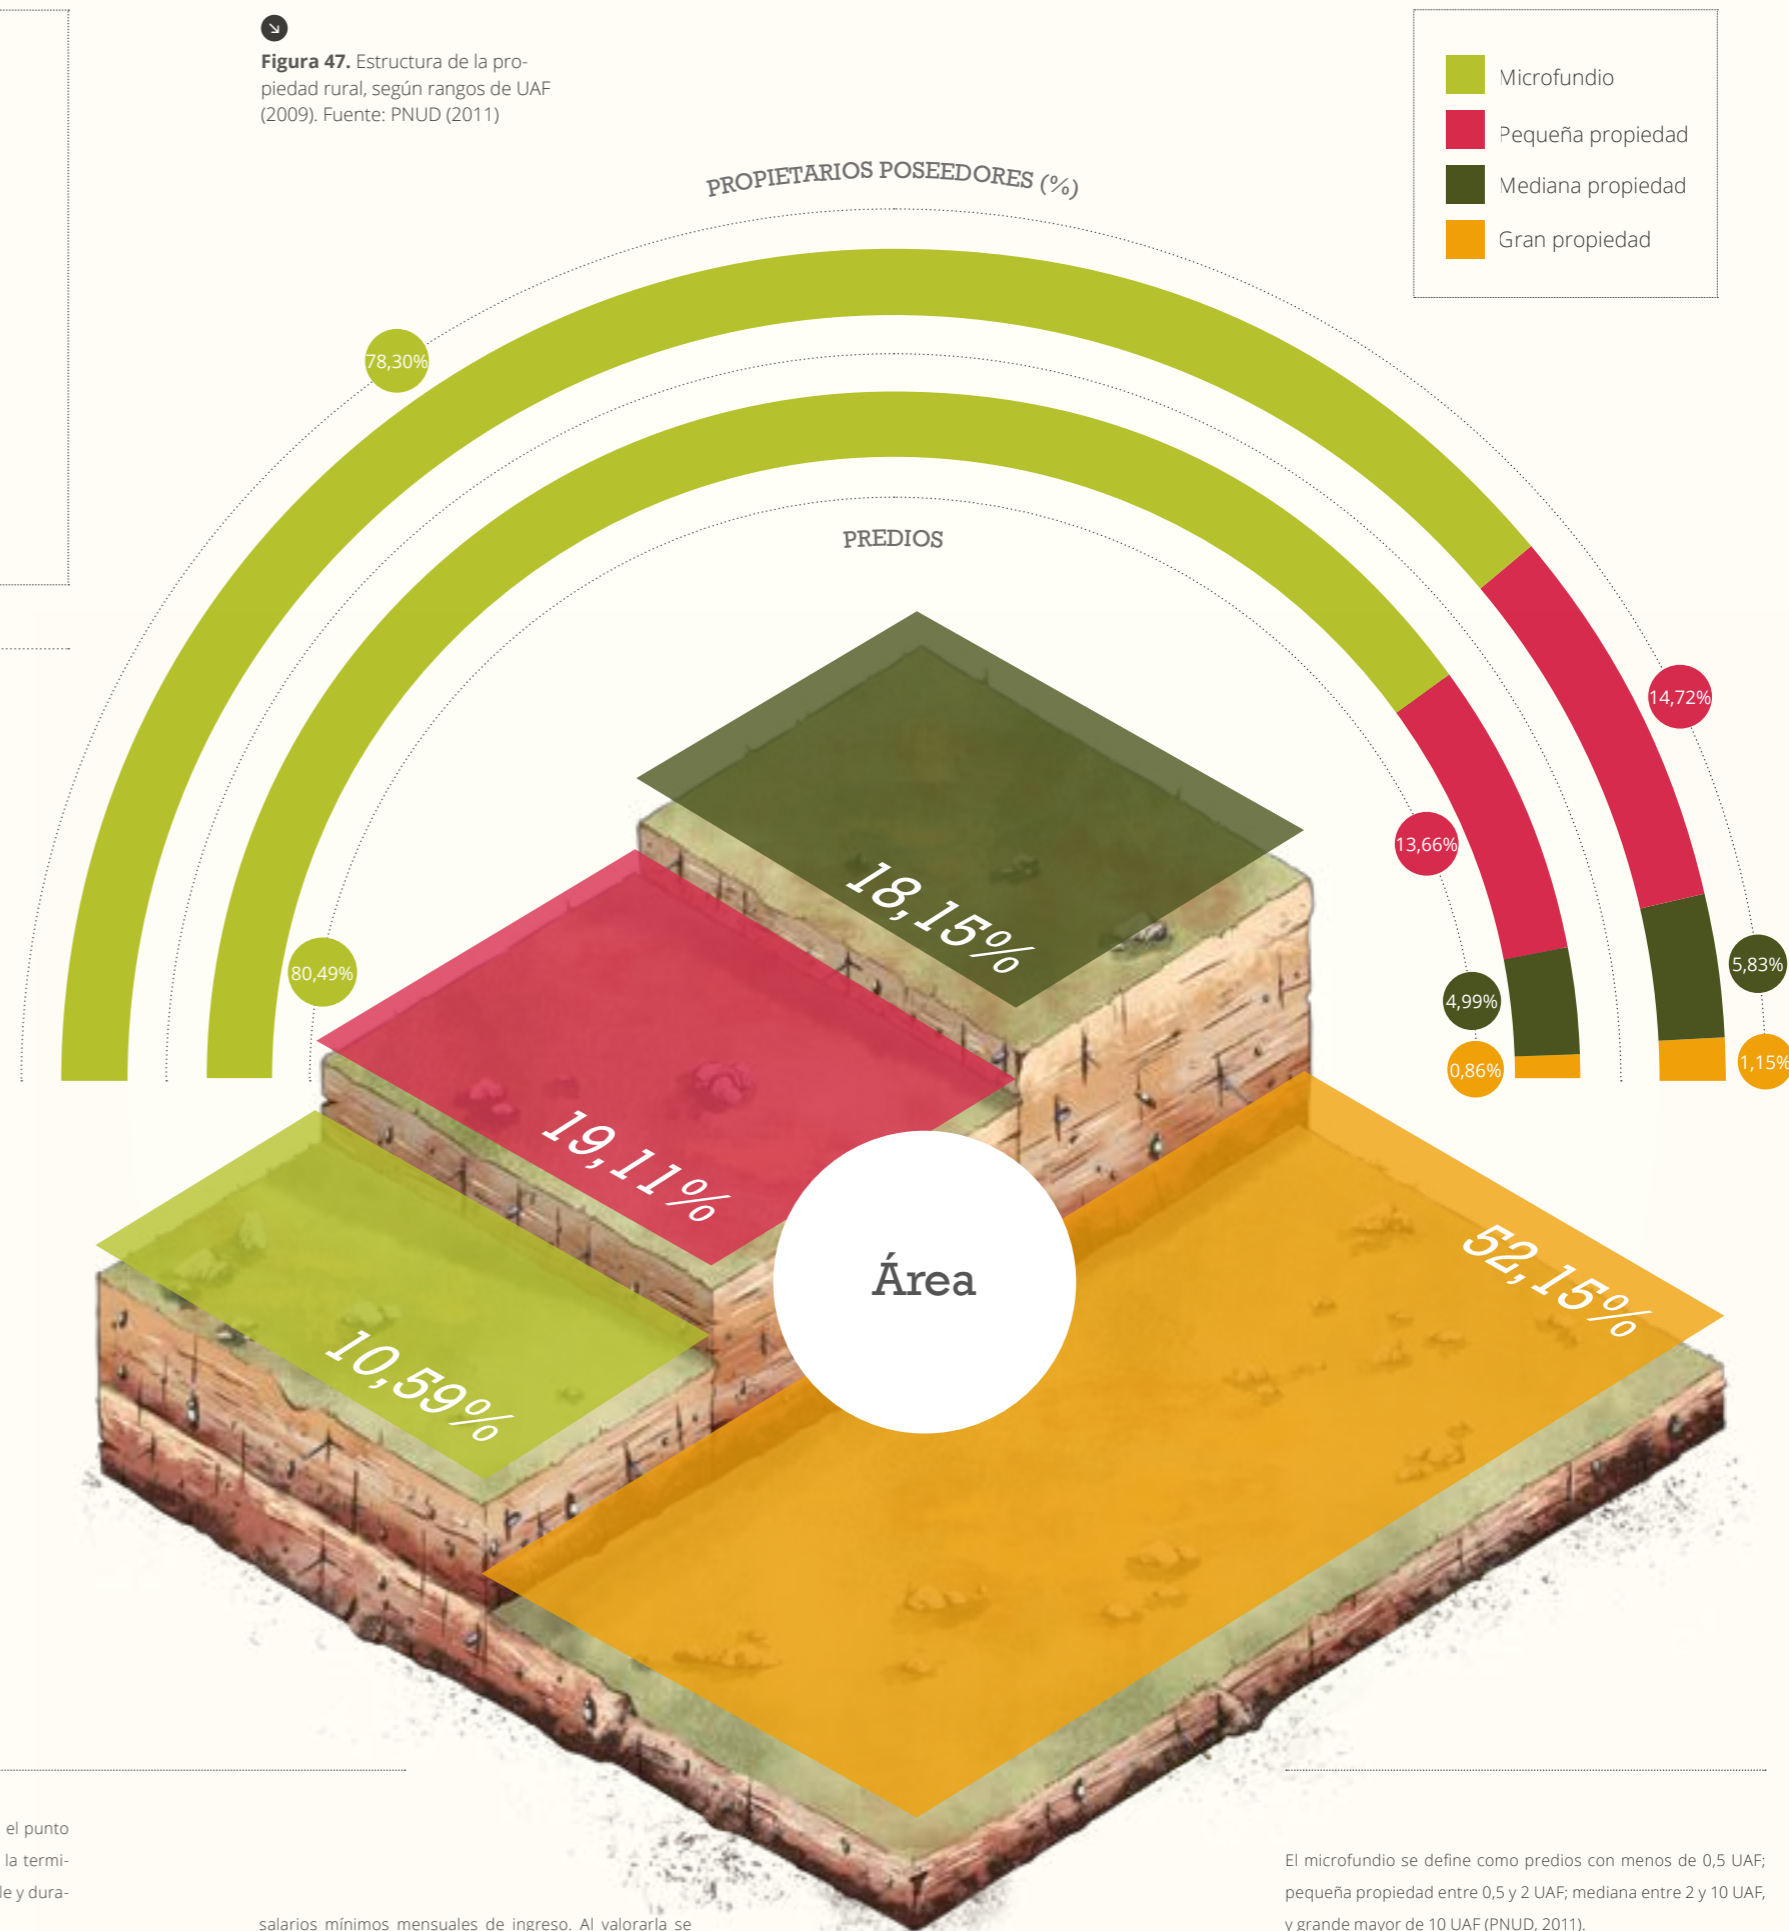 Figura 47. Estructura de la pro-
piedad rural, según rangos de UAF
(2009). Fuente: PNUD (2011)
Microfundio
Pequeña propiedad
Mediana propiedad
Gran propiedad
PROPIETARIOS POSEEDORES (%)
78,30%
14,72%
5,83%
1,15%
PREDIOS
80,49%
13,66%
4,99%
0,86%
18,15%
19,11%
10,59%
52,15%
Área
el punto
la termi-
le y dura-
salarios mínimos mensuales de ingreso. Al valorarla se
El microfundio se define como predios con menos de 0,5 UAF;
pequeña propiedad entre 0,5 y 2 UAF; mediana entre 2 y 10 UAF,
y grande mayor de 10 UAF (PNUD, 2011).